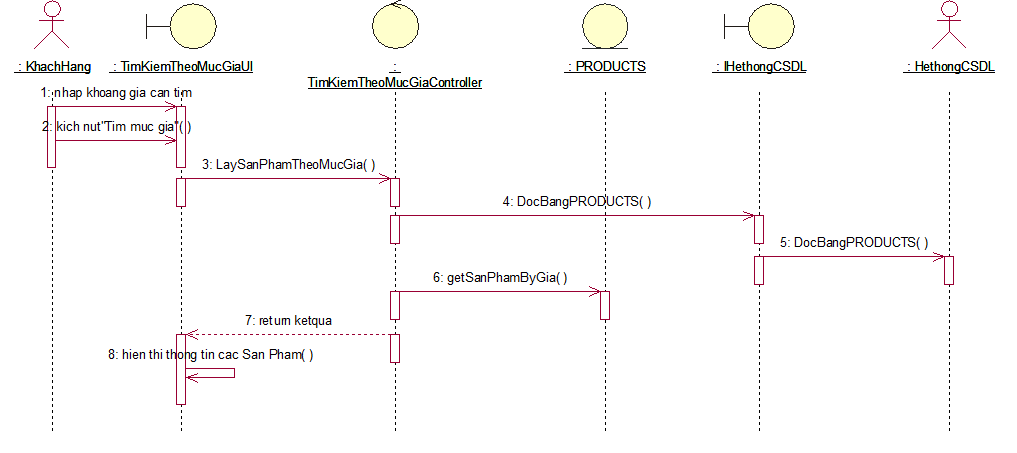 : KhachHang
: TimKiemTheoMucGiaUI
:
TimKiemTheoMucGiaController
: PRODUCTS
: IHethongCSDL
: HethongCSDL
1: nhap khoang gia can tim
2: kich nut"Tim muc gia"( )
3: LaySanPhamTheoMucGia( )
4: DocBangPRODUCTS( )
5: DocBangPRODUCTS( )
6: getSanPhamByGia( )
7: return ketqua
8: hien thi thong tin cac San Pham( )